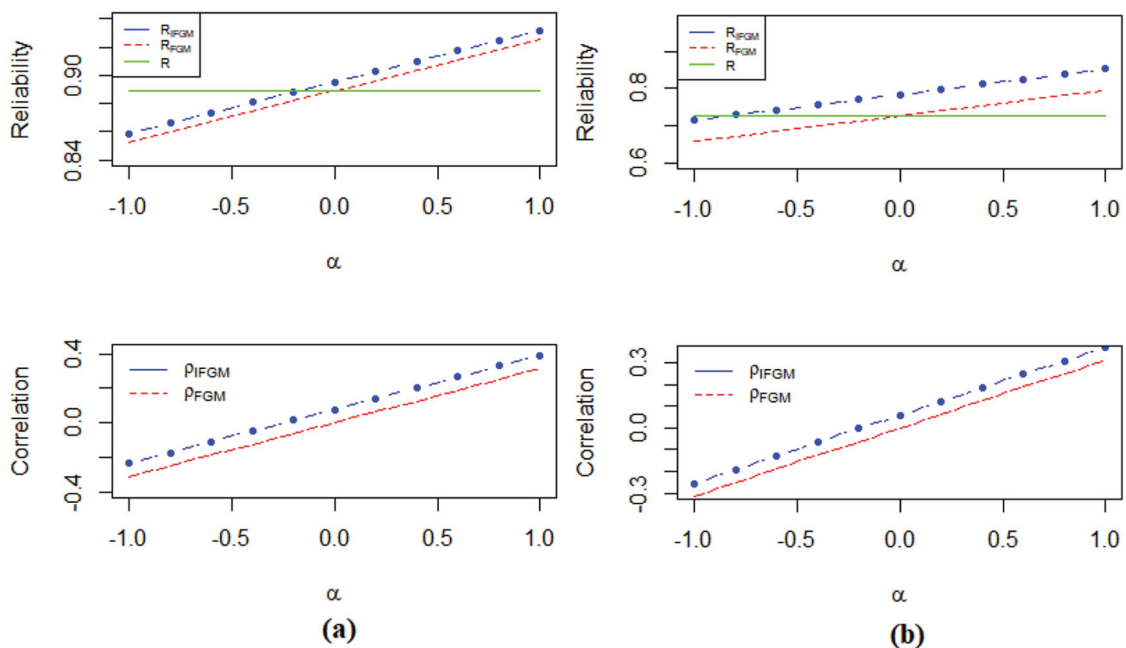 Reliability
0.84
0.90
R_IFGM
R_FGM
R
-1.0 -0.5 0.0 0.5 1.0
α
Reliability
0.6
0.8
R_IFGM
R_FGM
R
-1.0 -0.5 0.0 0.5 1.0
α
Correlation
-0.4
0.0
0.4
ρ_IFGM
ρ_FGM
-1.0 -0.5 0.0 0.5 1.0
α
(a)
Correlation
-0.3
0.0
0.3
ρ_IFGM
ρ_FGM
-1.0 -0.5 0.0 0.5 1.0
α
(b)